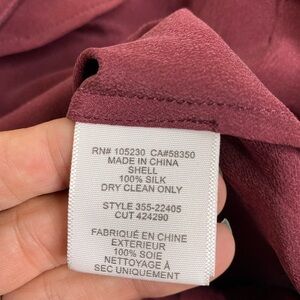 RN# 105230 CA#58350
MADE IN CHINA
SHELL
100% SILK
DRY CLEAN ONLY
STYLE 355-22405
CUT 424290
FABRIQUÉ EN CHINE
EXTERIEUR
100% SOIE
NETTOYAGE À
SEC UNIQUEMENT